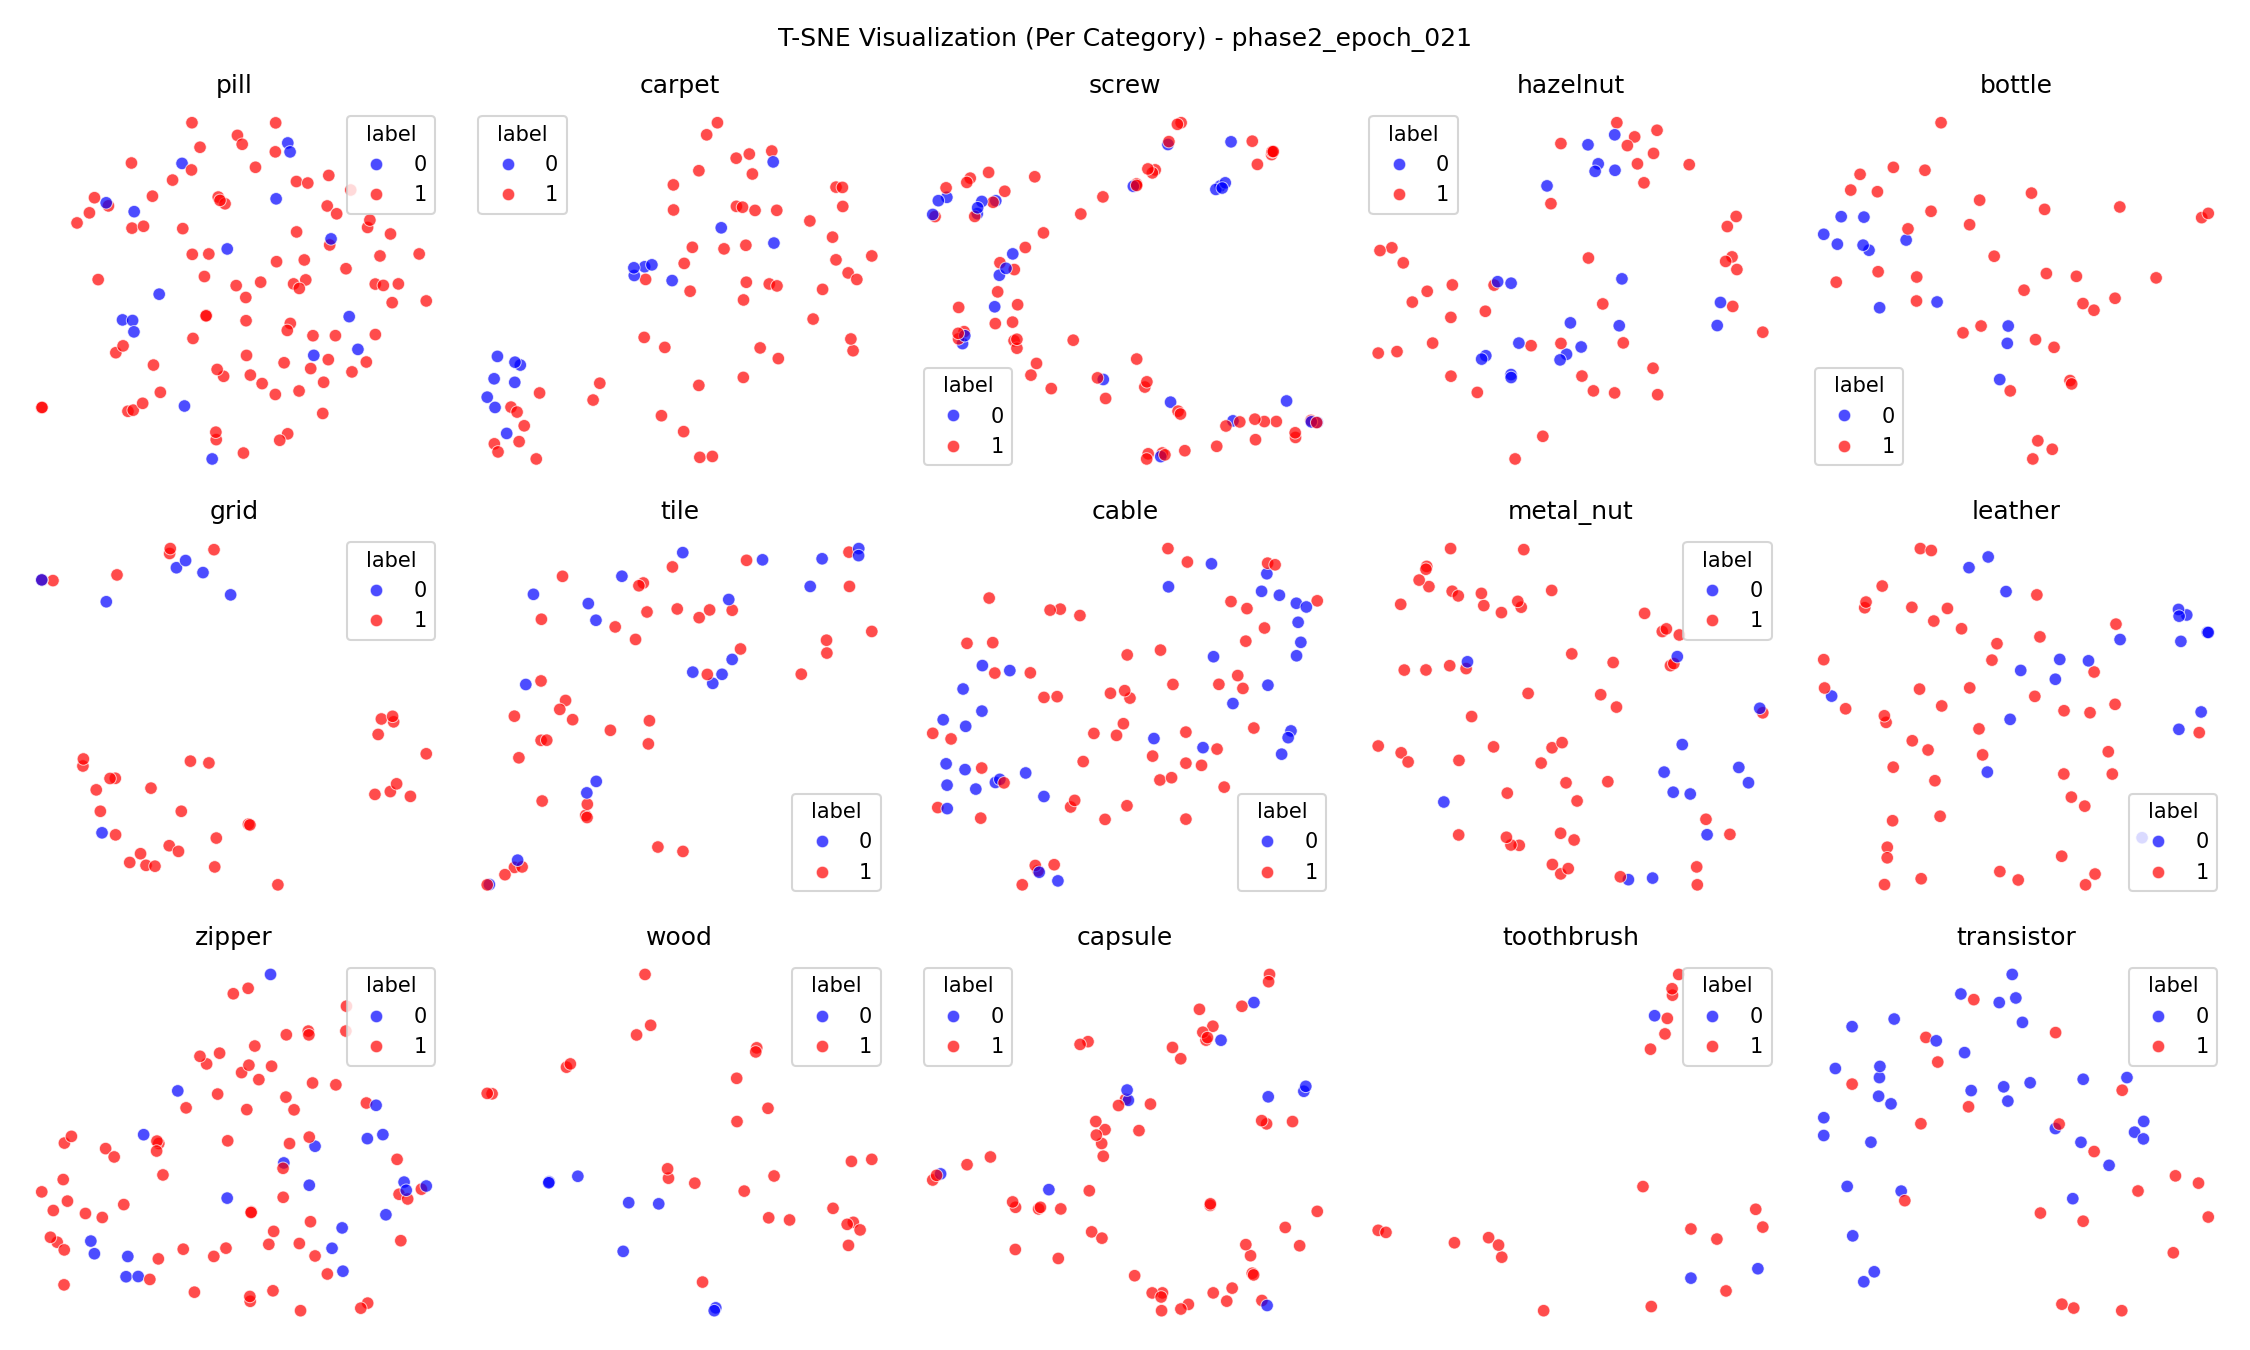 T-SNE Visualization (Per Category) - phase2_epoch_021
pill
label
0
1
carpet
label
0
1
screw
label
0
1
hazelnut
label
0
1
bottle
label
0
1
grid
label
0
1
tile
label
0
1
cable
label
0
1
metal_nut
label
0
1
leather
label
0
1
zipper
label
0
1
wood
label
0
1
capsule
label
0
1
toothbrush
label
0
1
transistor
label
0
1